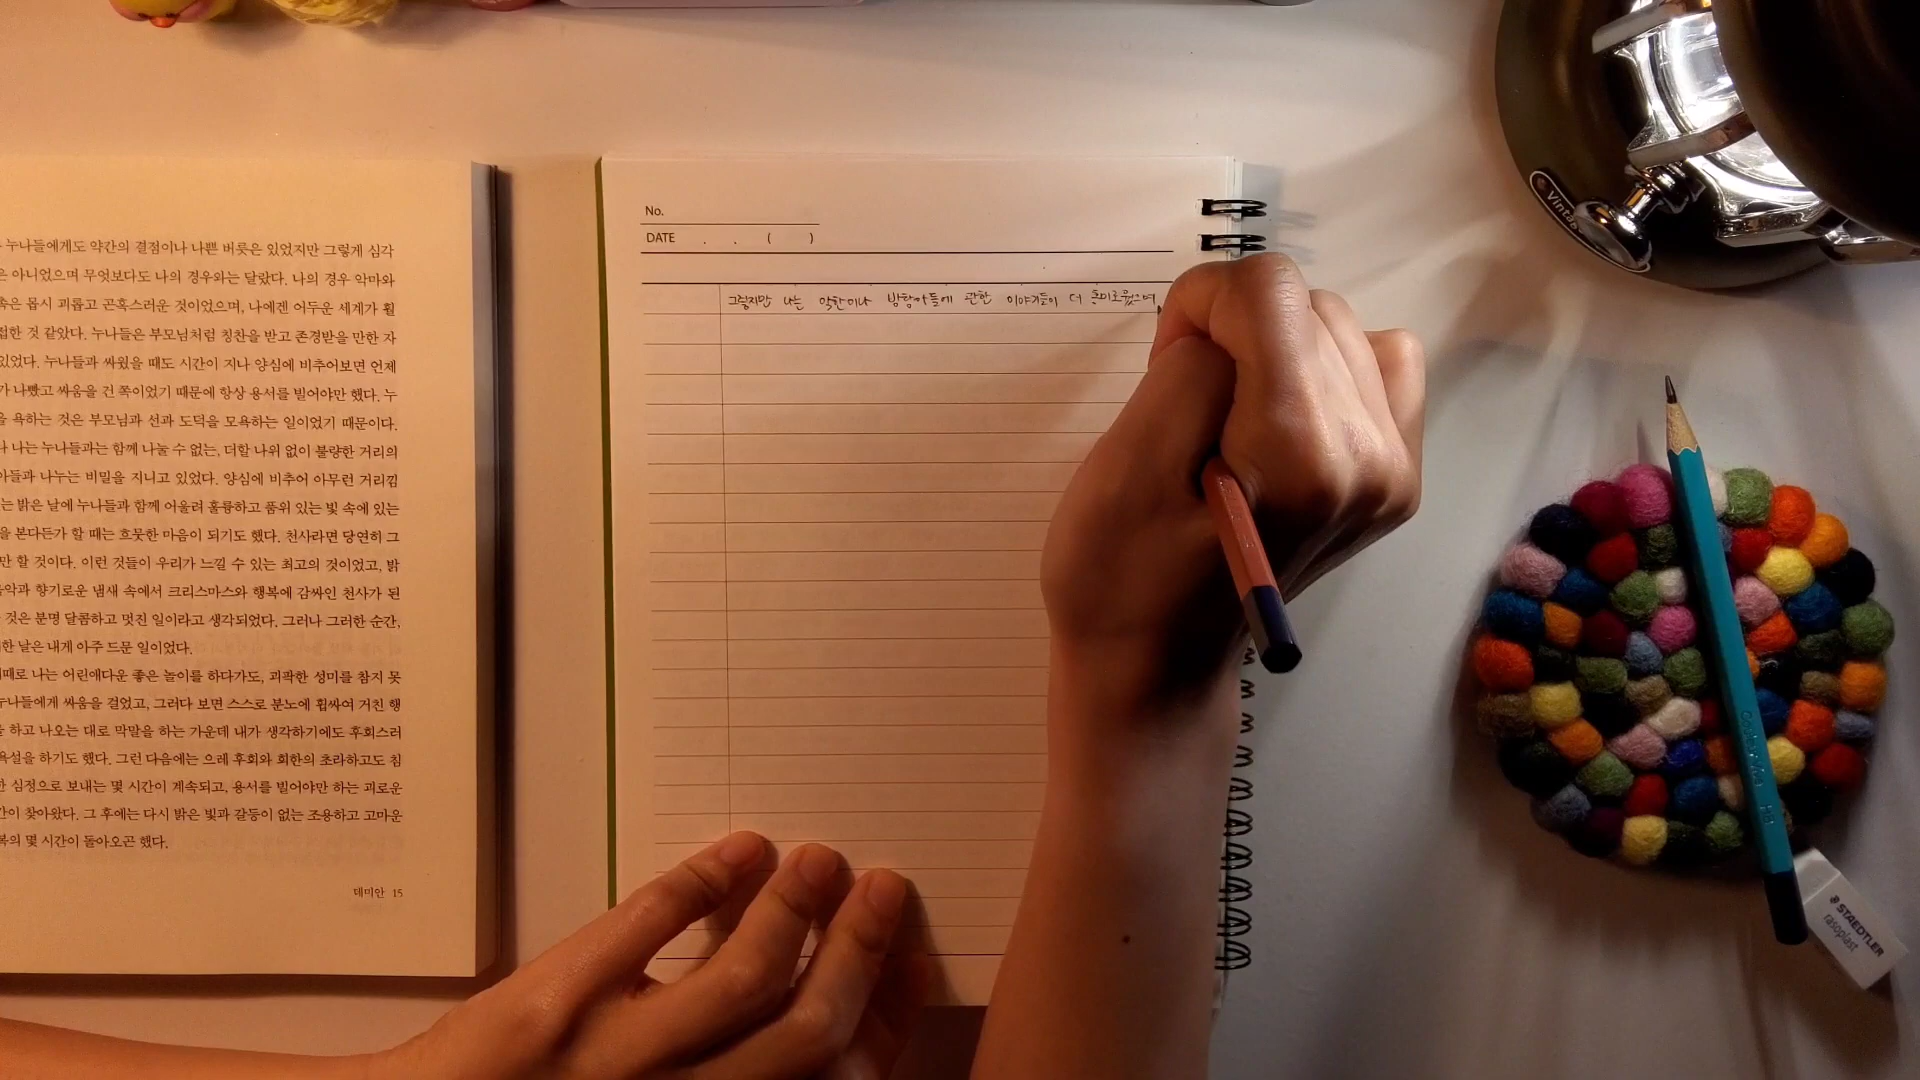 누나들에게도 약간의 결점이나 나쁜 버릇은 있었지만 그렇게 심각
은 아니었으며 무엇보다도 나의 경우와는 달랐다. 나의 경우 악마와
촉은 몹시 괴롭고 곤혹스러운 것이었으며, 나에겐 어두운 세계가 훨
접한 것 같았다. 누나들은 부모님처럼 칭찬을 받고 존경받을 만한 자
있었다. 누나들과 싸웠을 때도 시간이 지나 양심에 비추어보면 언제
가 나빴고 싸움을 건 쪽이었기 때문에 항상 용서를 빌어야만 했다. 누
을 욕하는 것은 부모님과 선과 도덕을 모욕하는 일이었기 때문이다.
나 나는 누나들과는 함께 나눌 수 없는, 더할 나위 없이 불량한 거리의
아들과 나누는 비밀을 지니고 있었다. 양심에 비추어 아무런 거리낌
는 밝은 날에 누나들과 함께 어울려 훌륭하고 품위 있는 빛 속에 있는
을 본다든가 할 때는 흐뭇한 마음이 되기도 했다. 천사라면 당연히 그
만 할 것이다. 이런 것들이 우리가 느낄 수 있는 최고의 것이었고, 밝
음악과 향기로운 냄새 속에서 크리스마스와 행복에 감싸인 천사가 된
것은 분명 달콤하고 멋진 일이라고 생각되었다. 그러나 그러한 순간,
한 날은 내게 아주 드문 일이었다.
때로 나는 어린애다운 좋은 놀이를 하다가도, 괴팍한 성미를 참지 못
누나들에게 싸움을 걸었고, 그러다 보면 스스로 분노에 휩싸여 거친 행
을 하고 나오는 대로 막말을 하는 가운데 내가 생각하기에도 후회스러
욕설을 하기도 했다. 그런 다음에는 으레 후회와 회한의 초라하고도 침
한 심정으로 보내는 몇 시간이 계속되고, 용서를 빌어야만 하는 괴로운
간이 찾아왔다. 그 후에는 다시 밝은 빛과 갈등이 없는 조용하고 고마운
복의 몇 시간이 돌아오곤 했다.
데미안 15
No.
DATE . . ( )
그렇지만 나는 악한이나 방탕아들에 관한 이야기들이 더 흥미로웠으며,
Vintag
STAEDTLER
rasoplast